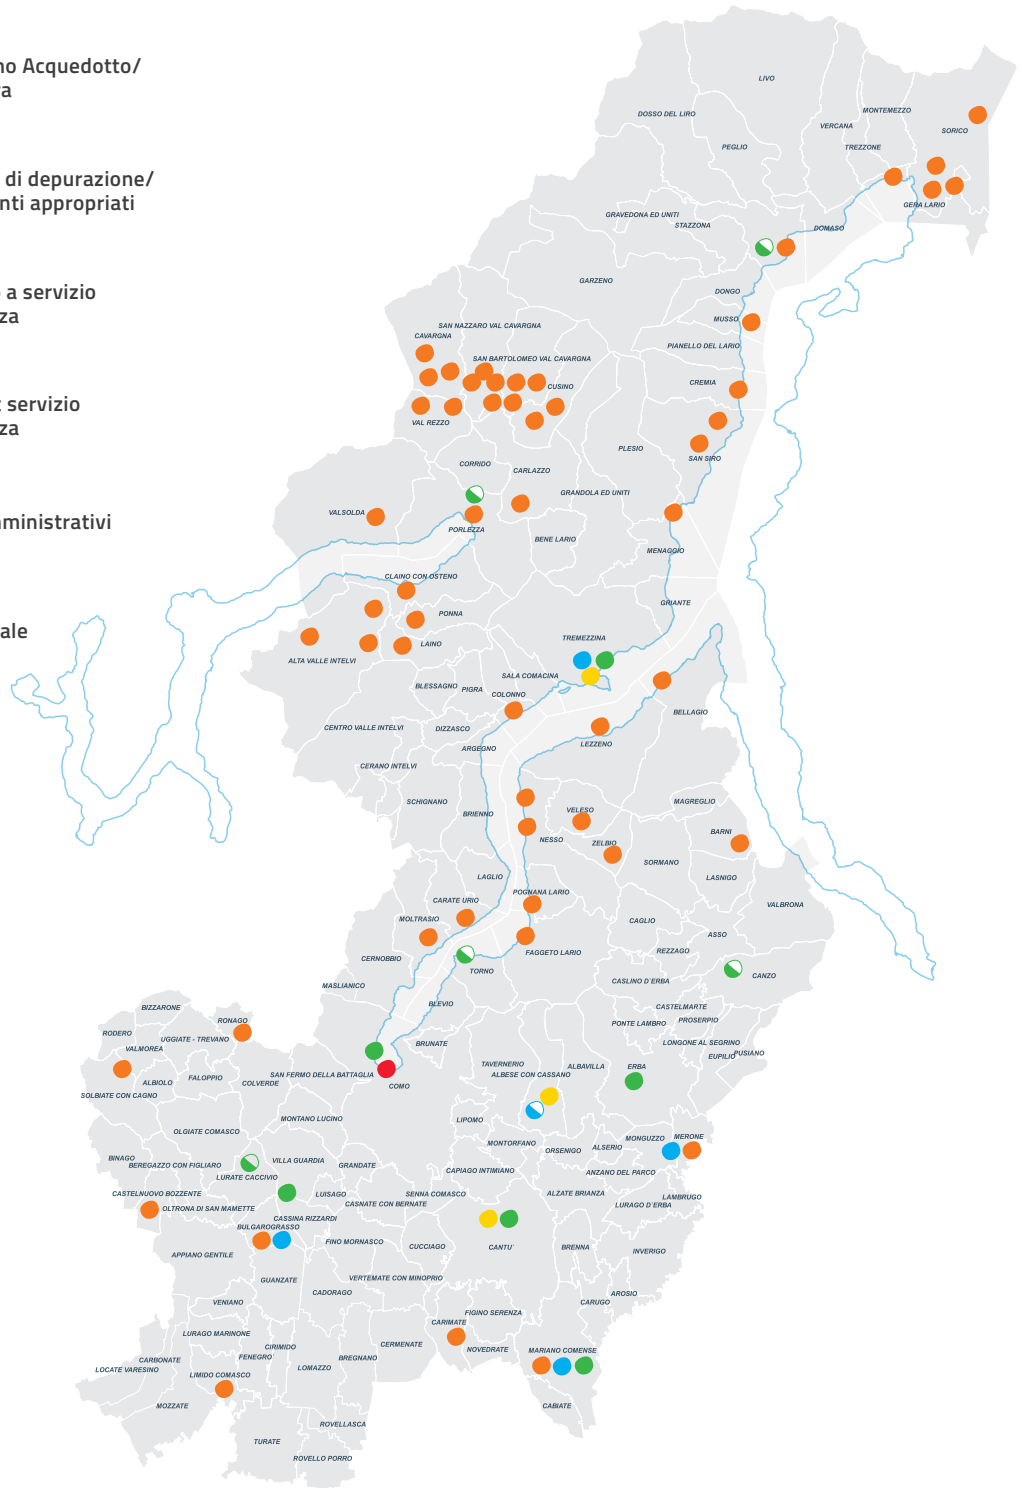 no Acquedotto/
a
di depurazione/
nti appropriati
a servizio
za
: servizio
za
ministrativi
ale
LIVO
DOSSO DEL LIRO
MONTEMEZZO
VERCANA
SORICO
PEGLIO
TREZZONE
GERA LARIO
GRAVEDONA ED UNITI
STAZZONA
DOMASO
GARZENO
DONGO
MUSSO
SAN NAZZARO VAL CAVARGNA
CAVARGNA
PIANELLO DEL LARIO
SAN BARTOLOMEO VAL CAVARGNA
CUSINO
CREMIA
VAL REZZO
PLESIO
SAN SIRO
CORRIDO
CARLAZZO
GRANDOLA ED UNITI
VALSOLDA
PORLEZZA
BENE LARIO
MENAGGIO
CLAINO CON OSTENO
GRIANTE
PONNA
TREMEZZINA
LAINO
ALTA VALLE INTELVI
SALA COMACINA
BLESSAGNO
PIGRA
COLONNO
BELLAGIO
CENTRO VALLE INTELVI
DIZZASCO
ARGEGNO
LEZZENO
CERANO INTELVI
SCHIGNANO
MAGREGLIO
BRIENNO
VELESO
BARNI
NESSO
ZELBIO
SORMANO
LAGLIO
LASNIGO
POGNANA LARIO
CARATE URIO
VALBRONA
MOLTRASIO
CAGLIO
ASSO
CERNOBBIO
FAGGETO LARIO
REZZAGO
TORNO
CANZO
MASLIANICO
CASLINO D'ERBA
BLEVIO
CASTELMARTE
BIZZARONE
RONAGO
PONTE LAMBRO
PROSERPIO
RODERO
UGGIATE - TREVANO
BRUNATE
LONGONE AL SEGRINO
VALMOREA
EUPILIO
PUSIANO
TAVERNERIO
ALBAVILLA
ERBA
ALBIOLO
FALOPPIO
COLVERDE
SAN FERMO DELLA BATTAGLIA
COMO
ALBESE CON CASSANO
SOLBIATE CON CAGNO
MONTANO LUCINO
LIPOMO
OLGIATE COMASCO
MONTORFANO
ORSENIGO
ALSERIO
MONGUZZO
MERONE
BINAGO
BEREGAZZO CON FIGLIARO
VILLA GUARDIA
GRANDATE
CAPIAGO INTIMIANO
ANZANO DEL PARCO
LURATE CACCIVIO
CASTELNUOVO BOZZENTE
LUISAGO
SENNA COMASCO
ALZATE BRIANZA
LAMBRUGO
OLTRONA DI SAN MAMETTE
CASNATE CON BERNATE
LURAGO D'ERBA
CASSINA RIZZARDI
BULGAROGRASSO
FINO MORNASCO
CUCCIAGO
CANTU'
BRENNA
INVERIGO
APPIANO GENTILE
GUANZATE
VERTEMATE CON MINOPRIO
CADORAGO
AROSIO
VENIANO
CARUGO
FIGINO SERENZA
CARIMATE
LURAGO MARINONE
CIRIMIDO
CERMENATE
NOVEDRATE
MARIANO COMENSE
CARBONATE
FENEGRO'
BREGNANO
LOCATE VARESINO
LIMIDO COMASCO
LOMAZZO
MOZZATE
CABIATE
ROVELLASCA
TURATE
ROVELLO PORRO